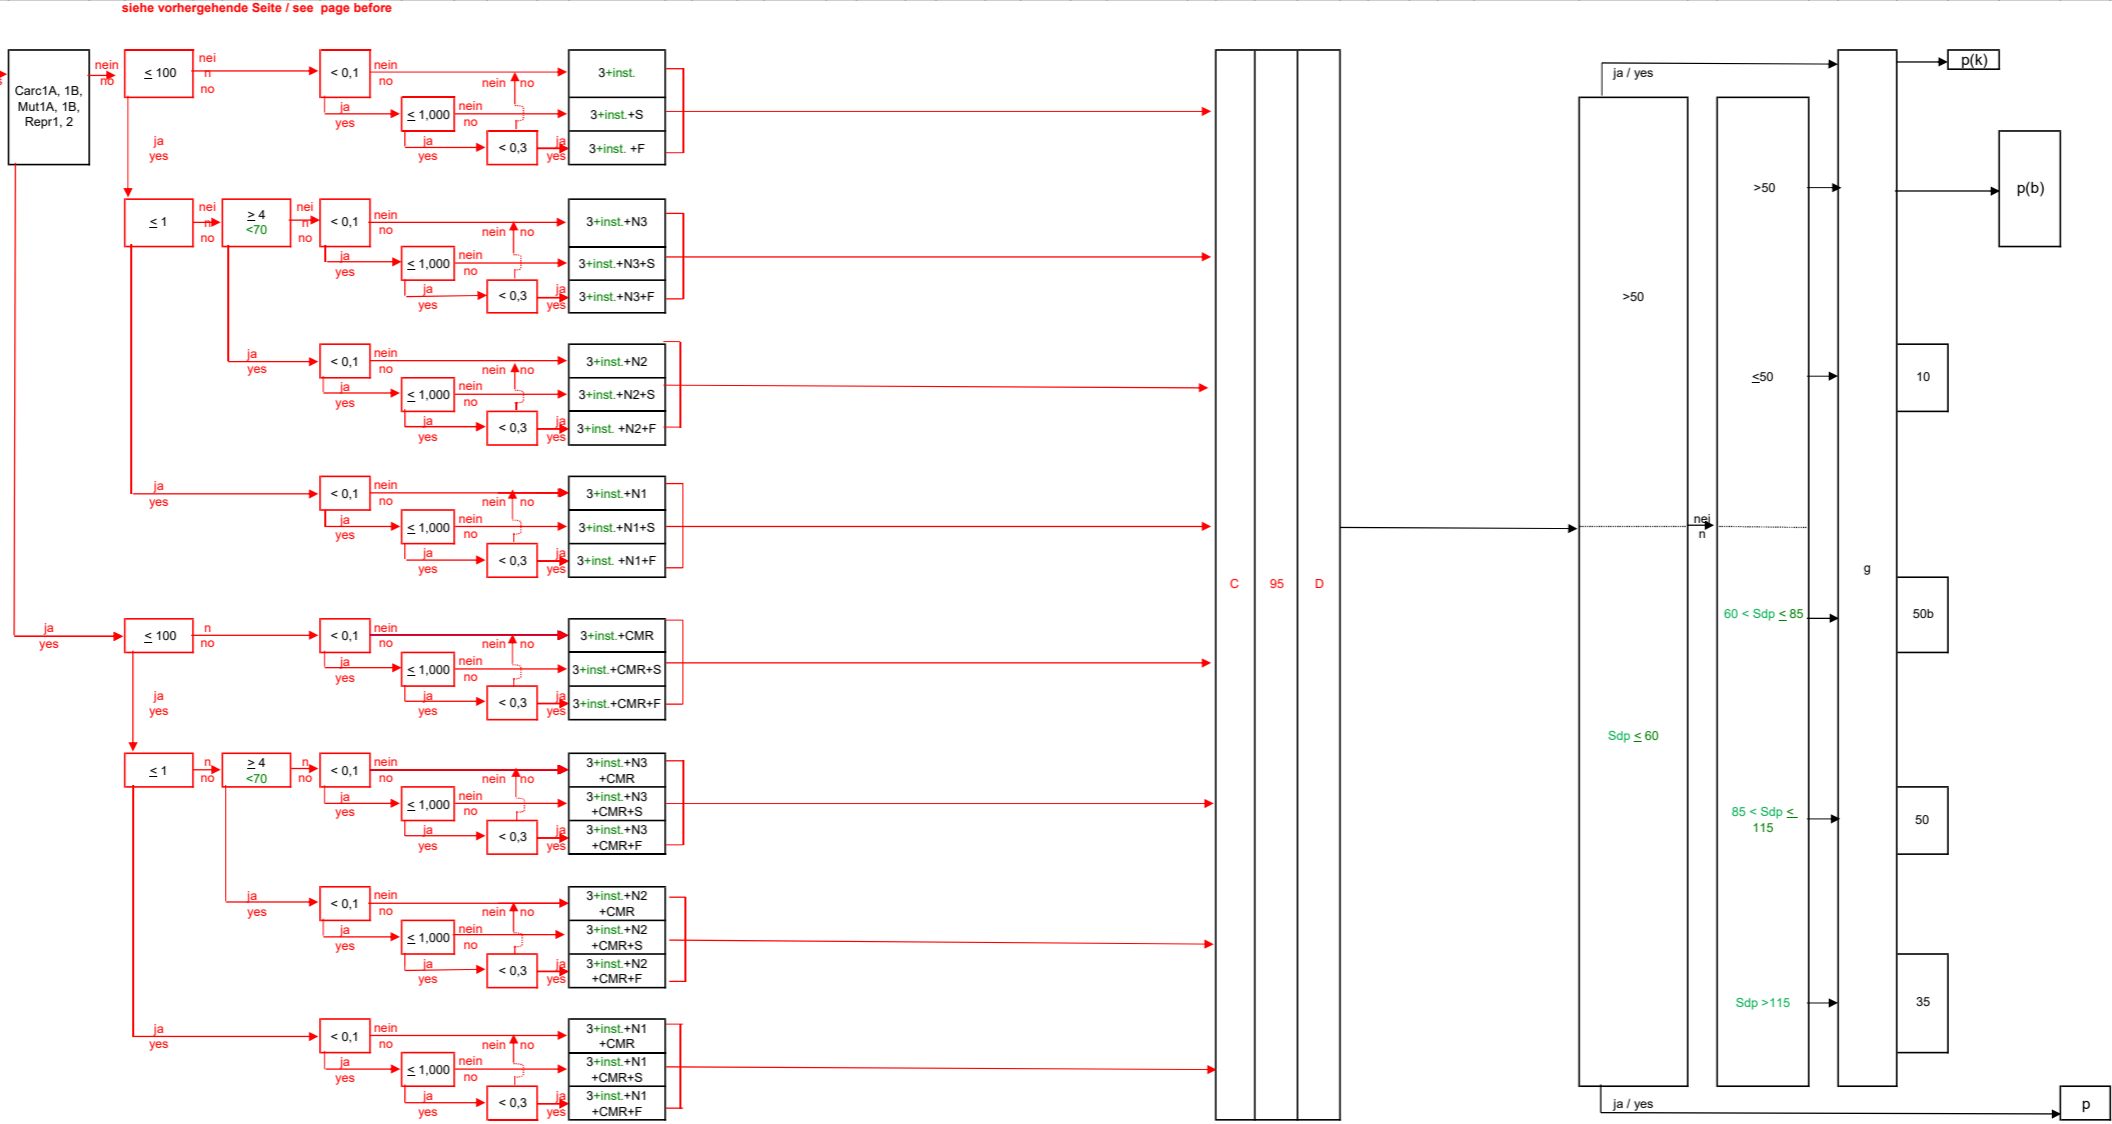 siehe vorhergehende Seite / see page before
Carc1A, 1B,
Mut1A, 1B,
Repr1, 2
nein
no
≤ 100
nei
n
no
< 0,1
nein
no
ja
yes
≤ 1,000
nein
no
ja
yes
< 0,3
nein no
ja
yes
3+inst.
3+inst.+S
3+inst. +F
ja
yes
≤ 1
nei
n
no
≥ 4
<70
nei
n
no
< 0,1
nein
no
ja
yes
≤ 1,000
nein
no
ja
yes
< 0,3
nein no
ja
yes
3+inst.+N3
3+inst.+N3+S
3+inst.+N3+F
ja
yes
< 0,1
nein
no
ja
yes
≤ 1,000
nein
no
ja
yes
< 0,3
nein no
ja
yes
3+inst.+N2
3+inst.+N2+S
3+inst. +N2+F
ja
yes
< 0,1
nein
no
ja
yes
≤ 1,000
nein
no
ja
yes
< 0,3
nein no
ja
yes
3+inst.+N1
3+inst.+N1+S
3+inst. +N1+F
ja
yes
≤ 100
n
no
< 0,1
nein
no
ja
yes
≤ 1,000
nein
no
ja
yes
< 0,3
nein no
ja
yes
3+inst.+CMR
3+inst.+CMR+S
3+inst.+CMR+F
ja
yes
≤ 1
n
no
≥ 4
<70
n
no
< 0,1
nein
no
ja
yes
≤ 1,000
nein
no
ja
yes
< 0,3
nein no
ja
yes
3+inst.+N3
+CMR
3+inst.+N3
+CMR+S
3+inst.+N3
+CMR+F
ja
yes
< 0,1
nein
no
ja
yes
≤ 1,000
nein
no
ja
yes
< 0,3
nein no
ja
yes
3+inst.+N2
+CMR
3+inst.+N2
+CMR+S
3+inst.+N2
+CMR+F
ja
yes
< 0,1
nein
no
ja
yes
≤ 1,000
nein
no
ja
yes
< 0,3
nein no
ja
yes
3+inst.+N1
+CMR
3+inst.+N1
+CMR+S
3+inst.+N1
+CMR+F
C
95
D
ja / yes
>50
Sdp ≤ 60
ja / yes
nei
n
>50
≤50
60 < Sdp ≤ 85
85 < Sdp ≤
115
Sdp >115
g
p(k)
p(b)
10
50b
50
35
p